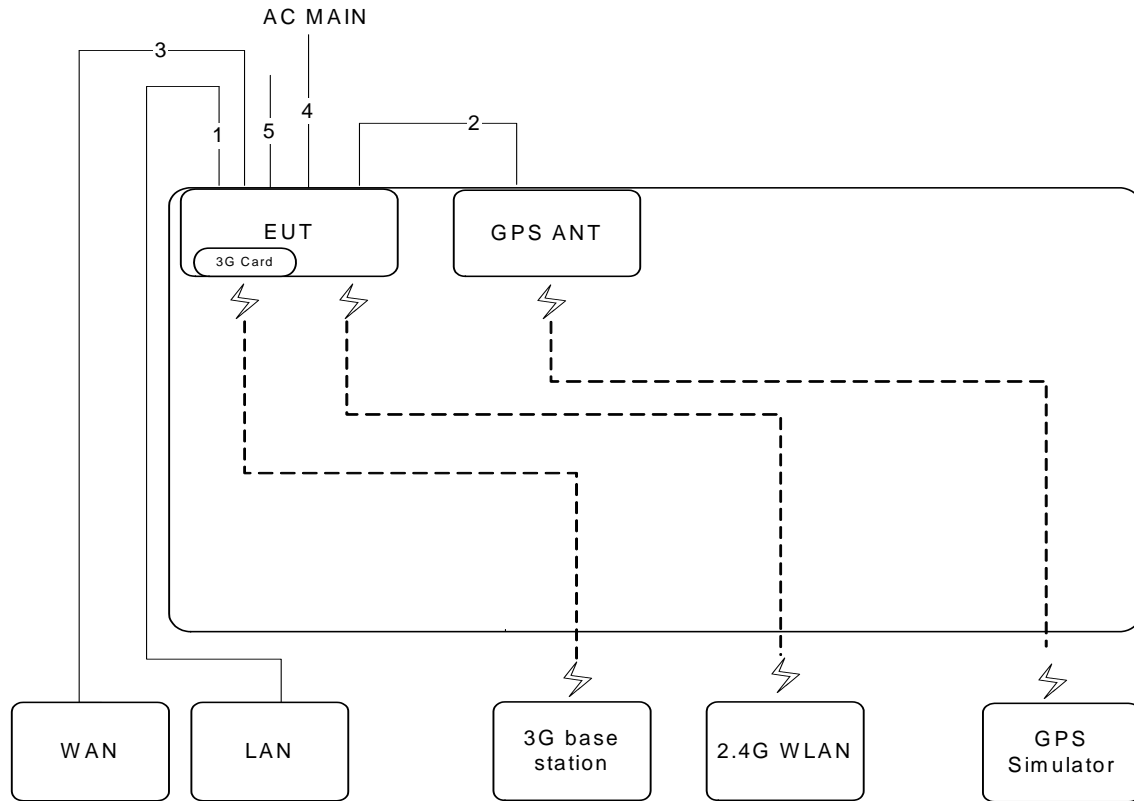 AC MAIN
3
1
5
4
2
EUT
GPS ANT
3G Card
WAN
LAN
3G base
station
2.4G WLAN
GPS
Simulator